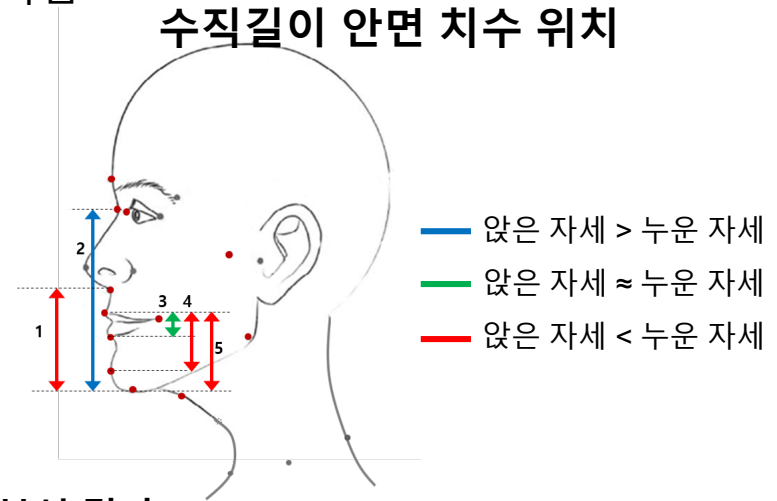 수직길이 안면 치수 위치
앉은 자세 > 누운 자세
2
앉은 자세 ≈ 누운 자세
3 4
1
5
앉은 자세 < 누운 자세